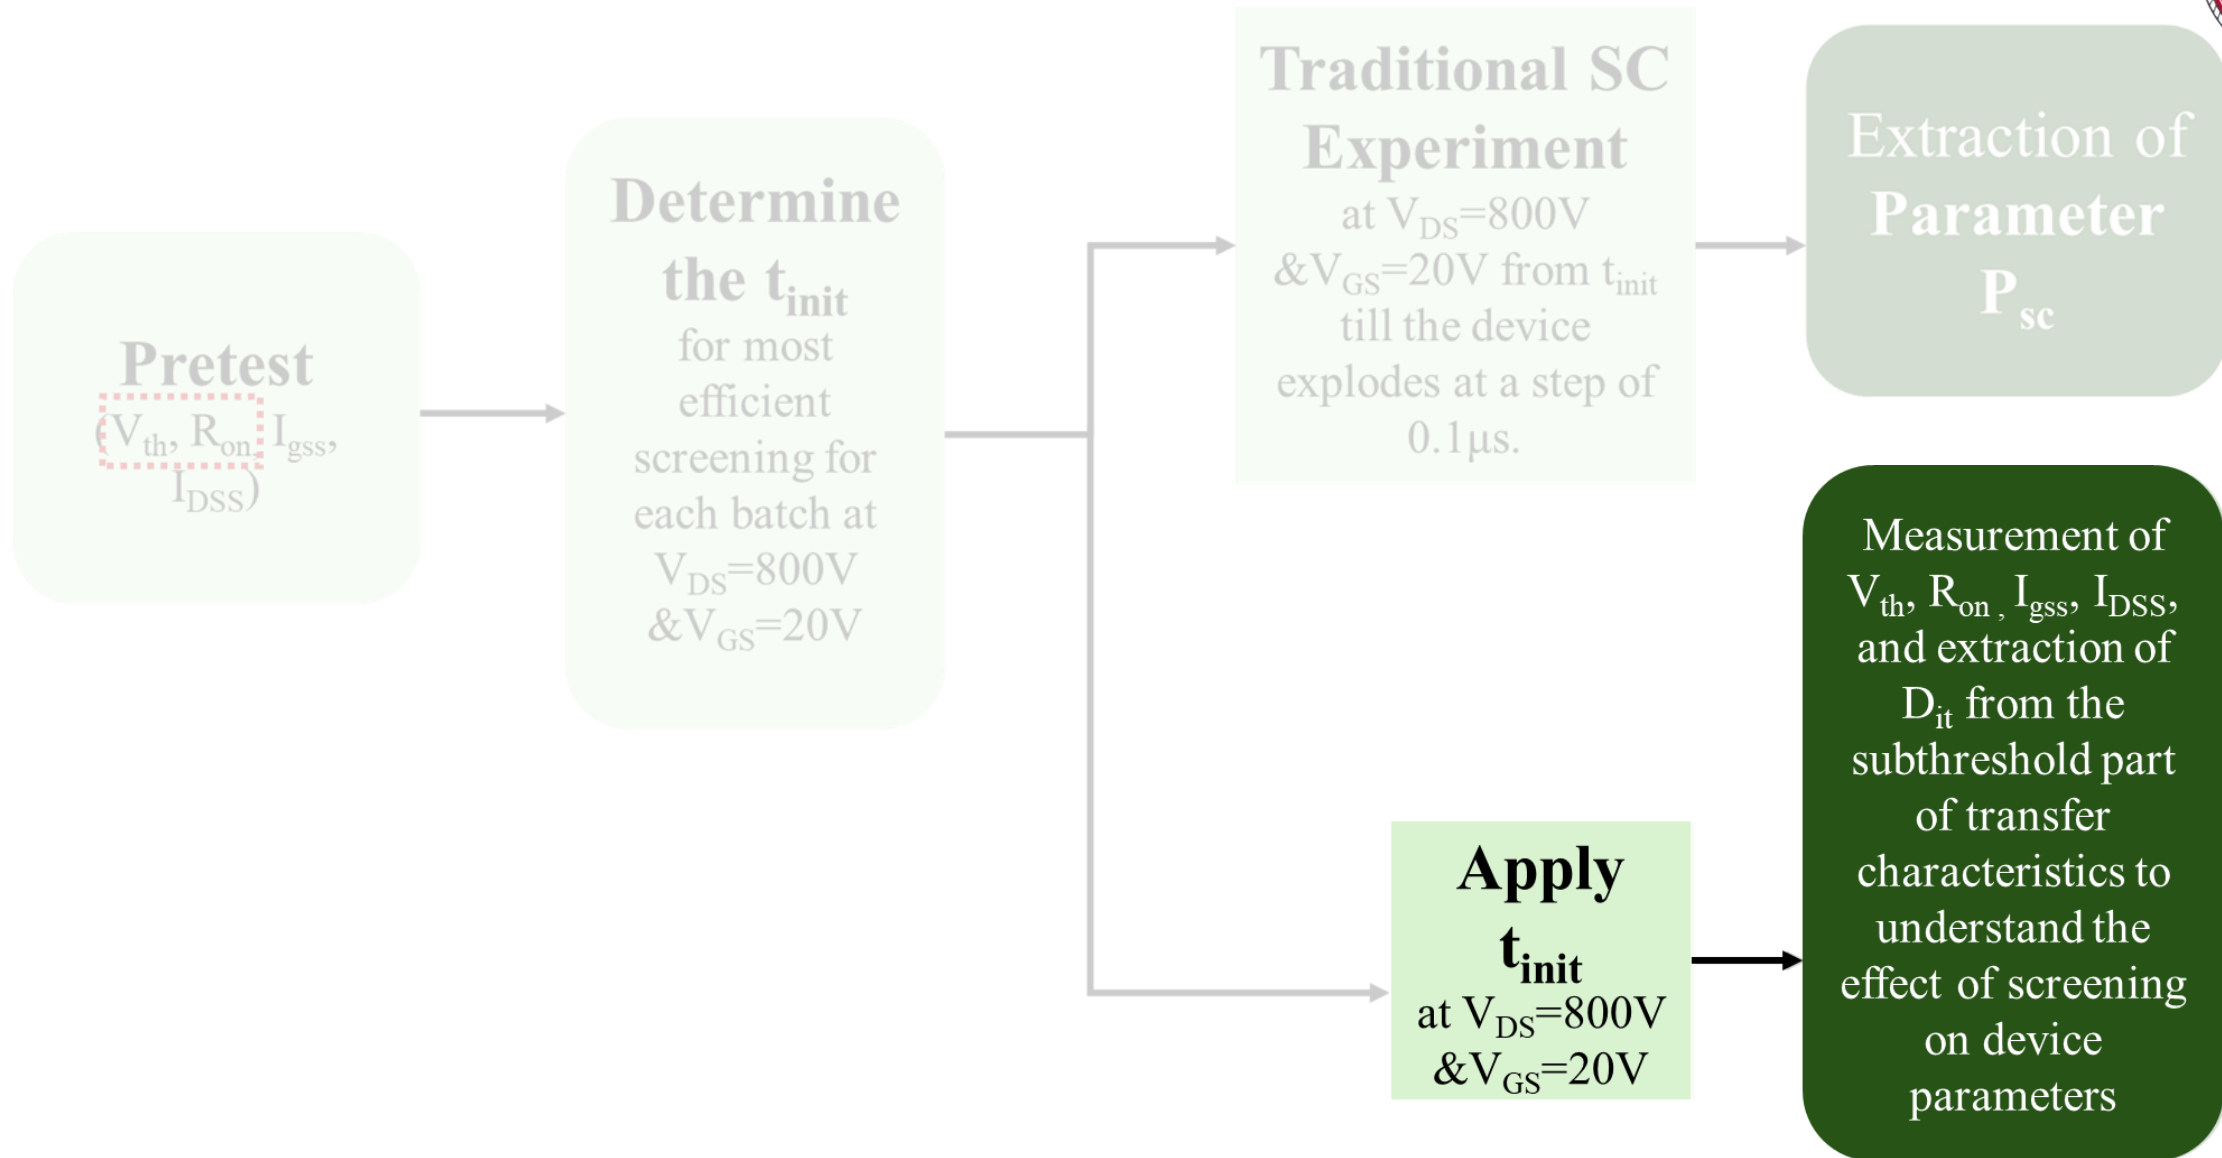 Pretest
(Vth, Ron, Igss,
IDSS)
Determine
the tinit
for most
efficient
screening for
each batch at
VDS=800V
&VGS=20V
Traditional SC
Experiment
at VDS=800V
&VGS=20V from tinit
till the device
explodes at a step of
0.1μs.
Extraction of
Parameter
Psc
Apply
tinit
at VDS=800V
&VGS=20V
Measurement of
Vth, Ron , Igss, IDSS,
and extraction of
Dit from the
subthreshold part
of transfer
characteristics to
understand the
effect of screening
on device
parameters